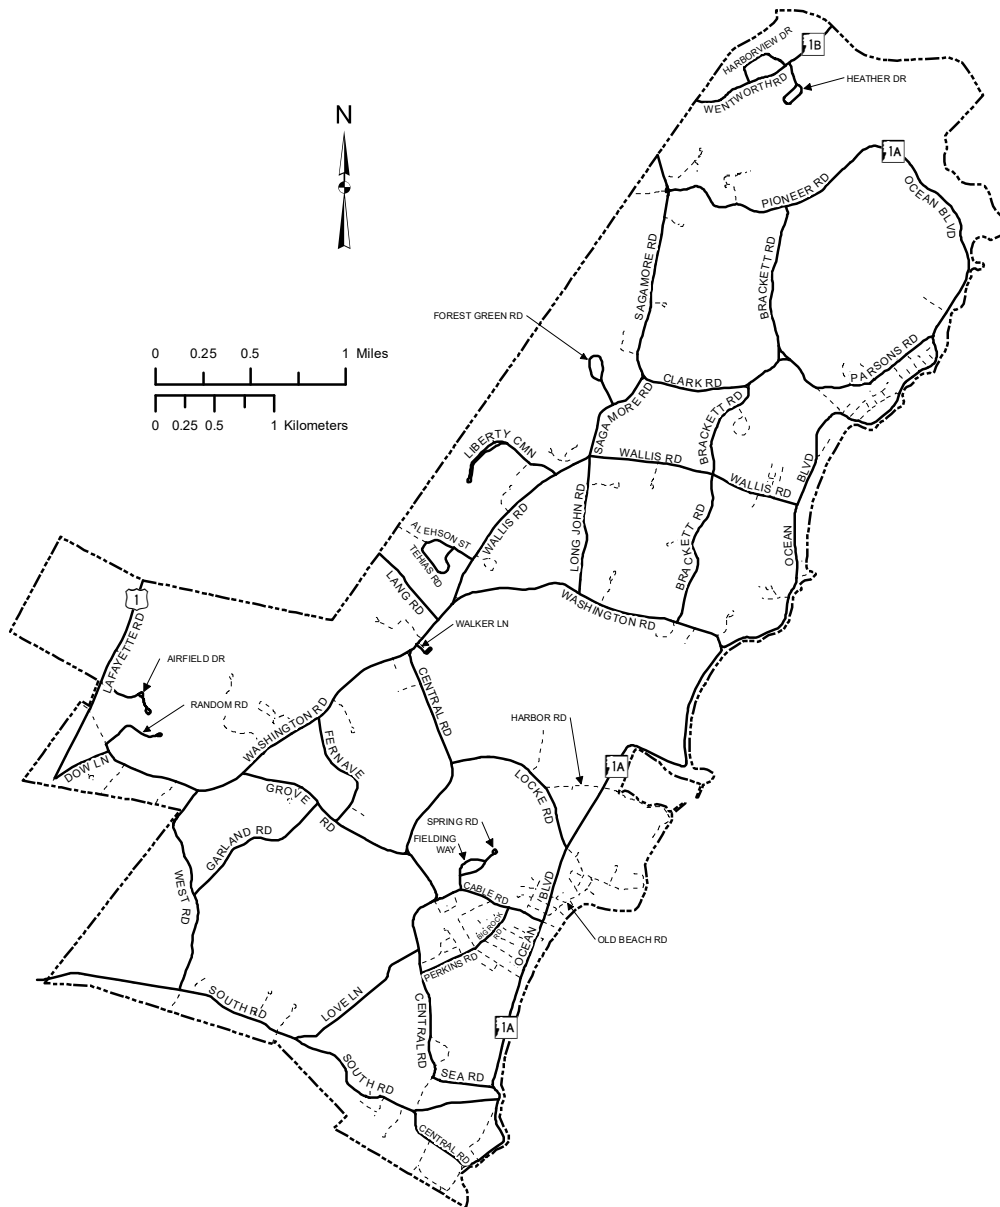 HARBORVIEW DR
1B
WENTWORTH RD
HEATHER DR
N
1A
PIONEER RD
OCEAN BLVD
SAGAMORE RD
BRACKETT RD
FOREST GREEN RD
0 0.25 0.5 1 Miles
0 0.25 0.5 1 Kilometers
PARSONS RD
CLARK RD
SAGAMORE RD
BRACKETT RD
LIBERTY CMN
WALLIS RD
WALLIS RD
BLVD
OCEAN
WALLIS RD
LONG JOHN RD
BRACKETT RD
ALEHSON ST
TEHIAS RD
LANG RD
WASHINGTON RD
1
LAFAYETTE RD
WALKER LN
AIRFIELD DR
RANDOM RD
CENTRAL RD
WASHINGTON RD
HARBOR RD
FERN AVE
DOW LN
1A
LOCKE RD
GROVE
RD
GARLAND RD
SPRING RD
FIELDING
WAY
WEST RD
CABLE RD
BLVD
OCEAN
BIG ROCK
RD
OLD BEACH RD
PERKINS RD
SOUTH RD
LOVE LN
CENTRAL RD
1A
SOUTH RD
SEA RD
CENTRAL RD